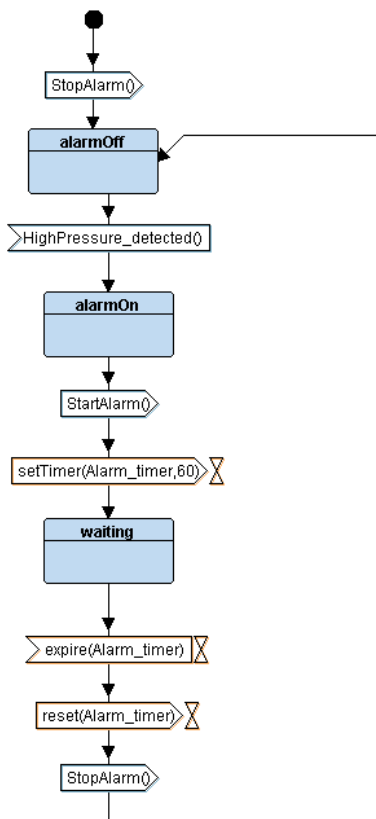 StopAlarm()
alarmOff
HighPressure_detected()
alarmOn
StartAlarm()
setTimer(Alarm_timer,60)
waiting
expire(Alarm_timer)
reset(Alarm_timer)
StopAlarm()